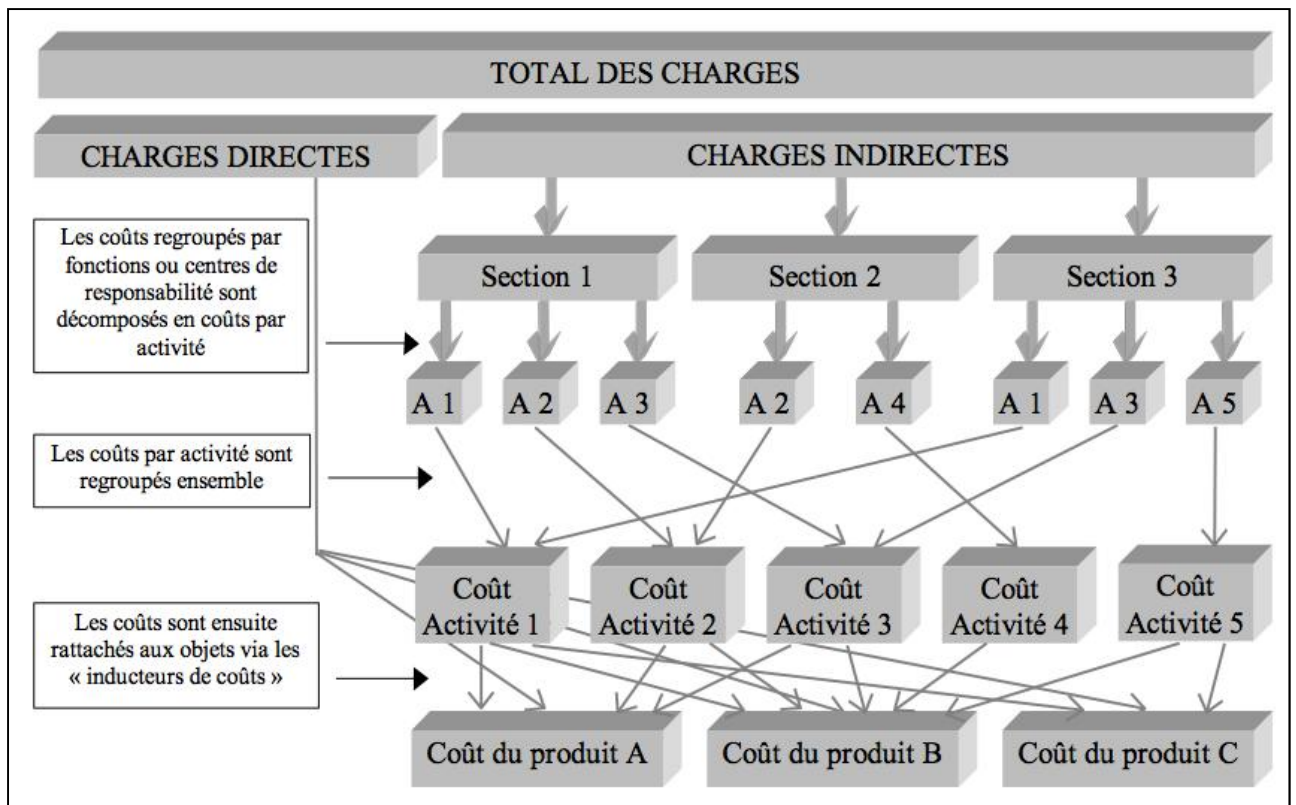 TOTAL DES CHARGES
CHARGES DIRECTES
CHARGES INDIRECTES
Les coûts regroupés par
fonctions ou centres de
responsabilité sont
décomposés en coûts par
activité
Section 1
Section 2
Section 3
A 1
A 2
A 3
A 2
A 4
A 1
A 3
A 5
Les coûts par activité sont
regroupés ensemble
Coût
Activité 1
Coût
Activité 2
Coût
Activité 3
Coût
Activité 4
Coût
Activité 5
Les coûts sont ensuite
rattachés aux objets via les
« inducteurs de coûts »
Coût du produit A
Coût du produit B
Coût du produit C